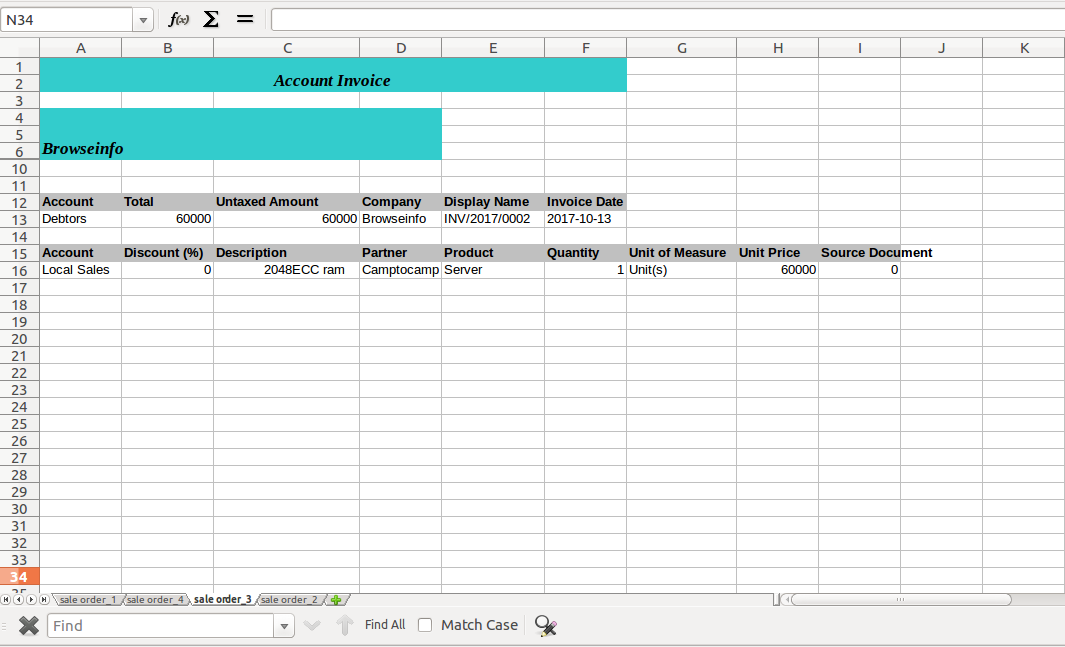 N34 f(x) Σ =
A B C D E F G H I J K
1
2 Account Invoice
3
4
5
6 Browseinfo
10
11
12 Account Total Untaxed Amount Company Display Name Invoice Date
13 Debtors 60000 60000 Browseinfo INV/2017/0002 2017-10-13
14
15 Account Discount (%) Description Partner Product Quantity Unit of Measure Unit Price Source Document
16 Local Sales 0 2048ECC ram Camptocamp Server 1 Unit(s) 60000 0
17
18
19
20
21
22
23
24
25
26
27
28
29
30
31
32
33
34
35
sale order_1 sale order_4 sale order_3 sale order_2
Find Find All Match Case